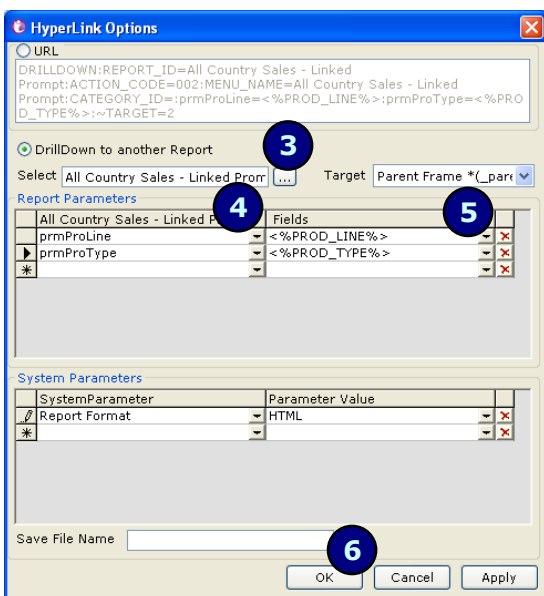 HyperLink Options
URL
DRILLDOWN:REPORT_ID=All Country Sales - Linked
Prompt:ACTION_CODE=002:MENU_NAME=All Country Sales - Linked
Prompt:CATEGORY_ID=:prmProLine=<%PROD_LINE%>:prmProType=<%PRO
D_TYPE%>:~TARGET=2
3
DrillDown to another Report
Select All Country Sales - Linked Prom ... Target Parent Frame *(_pare
Report Parameters
4 5
All Country Sales - Linked P Fields
prmProLine <%PROD_LINE%>
prmProType <%PROD_TYPE%>
System Parameters
SystemParameter Parameter Value
Report Format HTML
Save File Name
6
OK Cancel Apply